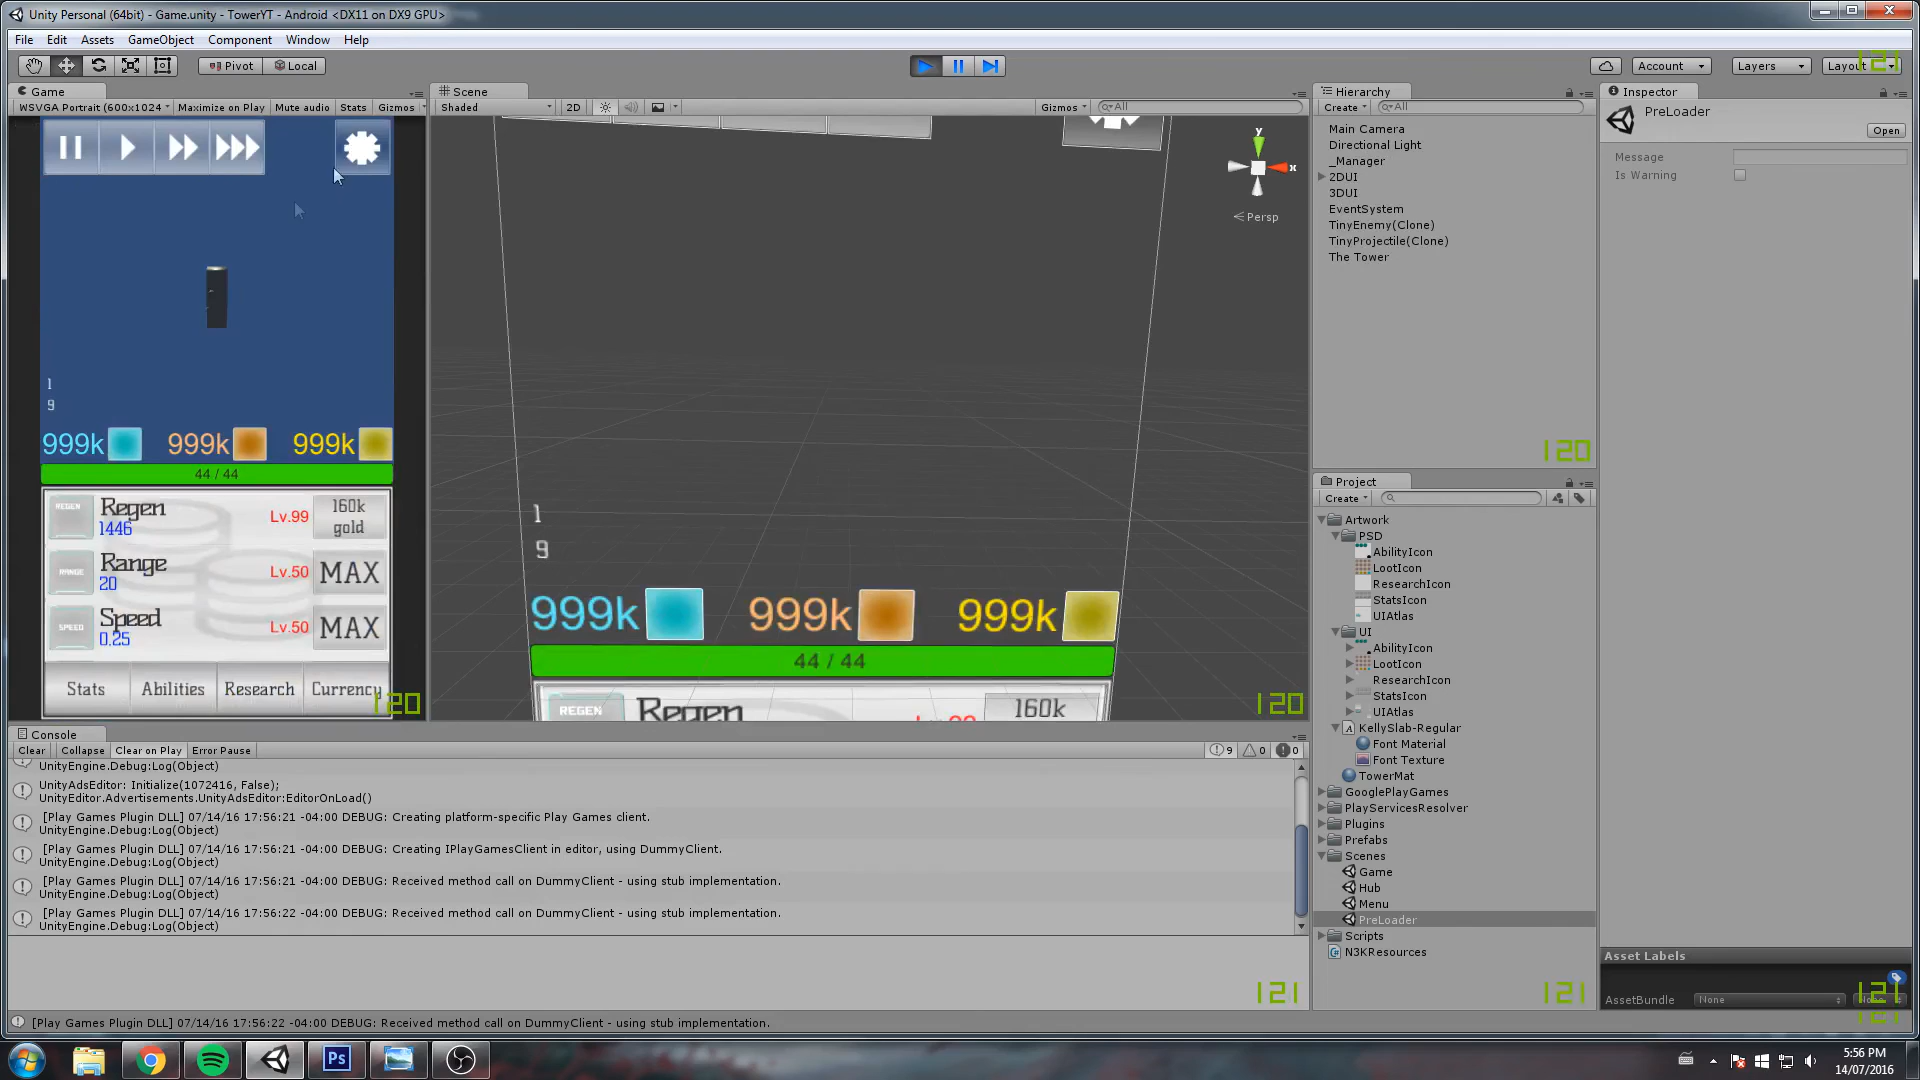 Unity Personal (64bit) - Game.unity - TowerYT - Android <DX11 on DX9 GPU>
File Edit Assets GameObject Component Window Help
Pivot Local
Account Layers Layout
121
Game
WSVGA Portrait (600x1024 Maximize on Play Mute audio Stats Gizmos
1
9
999k 999k 999k
44 / 44
Regen
1446
Lv.99
160k
gold
Range
20
Lv.50
MAX
Speed
0.25
Lv.50
MAX
Stats Abilities Research Currency
120
Scene
Shaded 2D Gizmos All
y
x
Persp
1
9
999k 999k 999k
44 / 44
REGEN
Regen
160k
120
Hierarchy
Create All
Main Camera
Directional Light
_Manager
2DUI
3DUI
EventSystem
TinyEnemy(Clone)
TinyProjectile(Clone)
The Tower
120
Project
Create
Artwork
PSD
AbilityIcon
LootIcon
ResearchIcon
StatsIcon
UIAtlas
UI
AbilityIcon
LootIcon
ResearchIcon
StatsIcon
UIAtlas
KellySlab-Regular
Font Material
Font Texture
TowerMat
GooglePlayGames
PlayServicesResolver
Plugins
Prefabs
Scenes
Game
Hub
Menu
PreLoader
Scripts
N3KResources
121
Inspector
PreLoader
Open
Message
Is Warning
Asset Labels
AssetBundle None
121
Console
Clear Collapse Clear on Play Error Pause 9 0 0
UnityEngine.Debug:Log(Object)
UnityAdsEditor: Initialize(1072416, False);
UnityEditor.Advertisements.UnityAdsEditor:EditorOnLoad()
[Play Games Plugin DLL] 07/14/16 17:56:21 -04:00 DEBUG: Creating platform-specific Play Games client.
UnityEngine.Debug:Log(Object)
[Play Games Plugin DLL] 07/14/16 17:56:21 -04:00 DEBUG: Creating IPlayGamesClient in editor, using DummyClient.
UnityEngine.Debug:Log(Object)
[Play Games Plugin DLL] 07/14/16 17:56:21 -04:00 DEBUG: Received method call on DummyClient - using stub implementation.
UnityEngine.Debug:Log(Object)
[Play Games Plugin DLL] 07/14/16 17:56:22 -04:00 DEBUG: Received method call on DummyClient - using stub implementation.
UnityEngine.Debug:Log(Object)
121
[Play Games Plugin DLL] 07/14/16 17:56:22 -04:00 DEBUG: Received method call on DummyClient - using stub implementation.
Ps
5:56 PM
14/07/2016